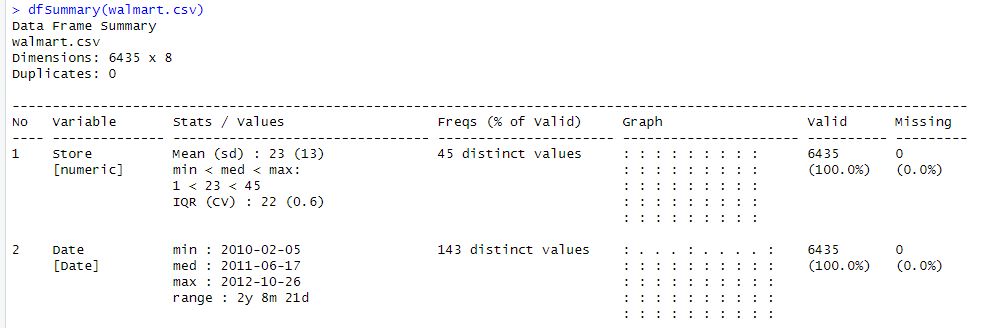 > dfSummary(walmart.csv)
Data Frame Summary
walmart.csv
Dimensions: 6435 x 8
Duplicates: 0
-----------------------------------------------------------------------------------------------------------------------
No   Variable       Stats / Values                   Freqs (% of Valid)     Graph                  Valid      Missing
---- -------------- -------------------------------- ---------------------- ---------------------- ---------- ---------
1    Store          Mean (sd) : 23 (13)              45 distinct values     : : : : : : : : :      6435       0
     [numeric]      min < med < max:                                        : : : : : : : : :      (100.0%)   (0.0%)
                    1 < 23 < 45                                             : : : : : : : : :
                    IQR (CV) : 22 (0.6)                                     : : : : : : : : :
                                                                            : : : : : : : : :
2    Date           min : 2010-02-05                 143 distinct values    : . . . : . . . . :    6435       0
     [Date]         med : 2011-06-17                                        : : : : : : : : : :    (100.0%)   (0.0%)
                    max : 2012-10-26                                        : : : : : : : : : :
                    range : 2y 8m 21d                                       : : : : : : : : : :
                                                                            : : : : : : : : : :